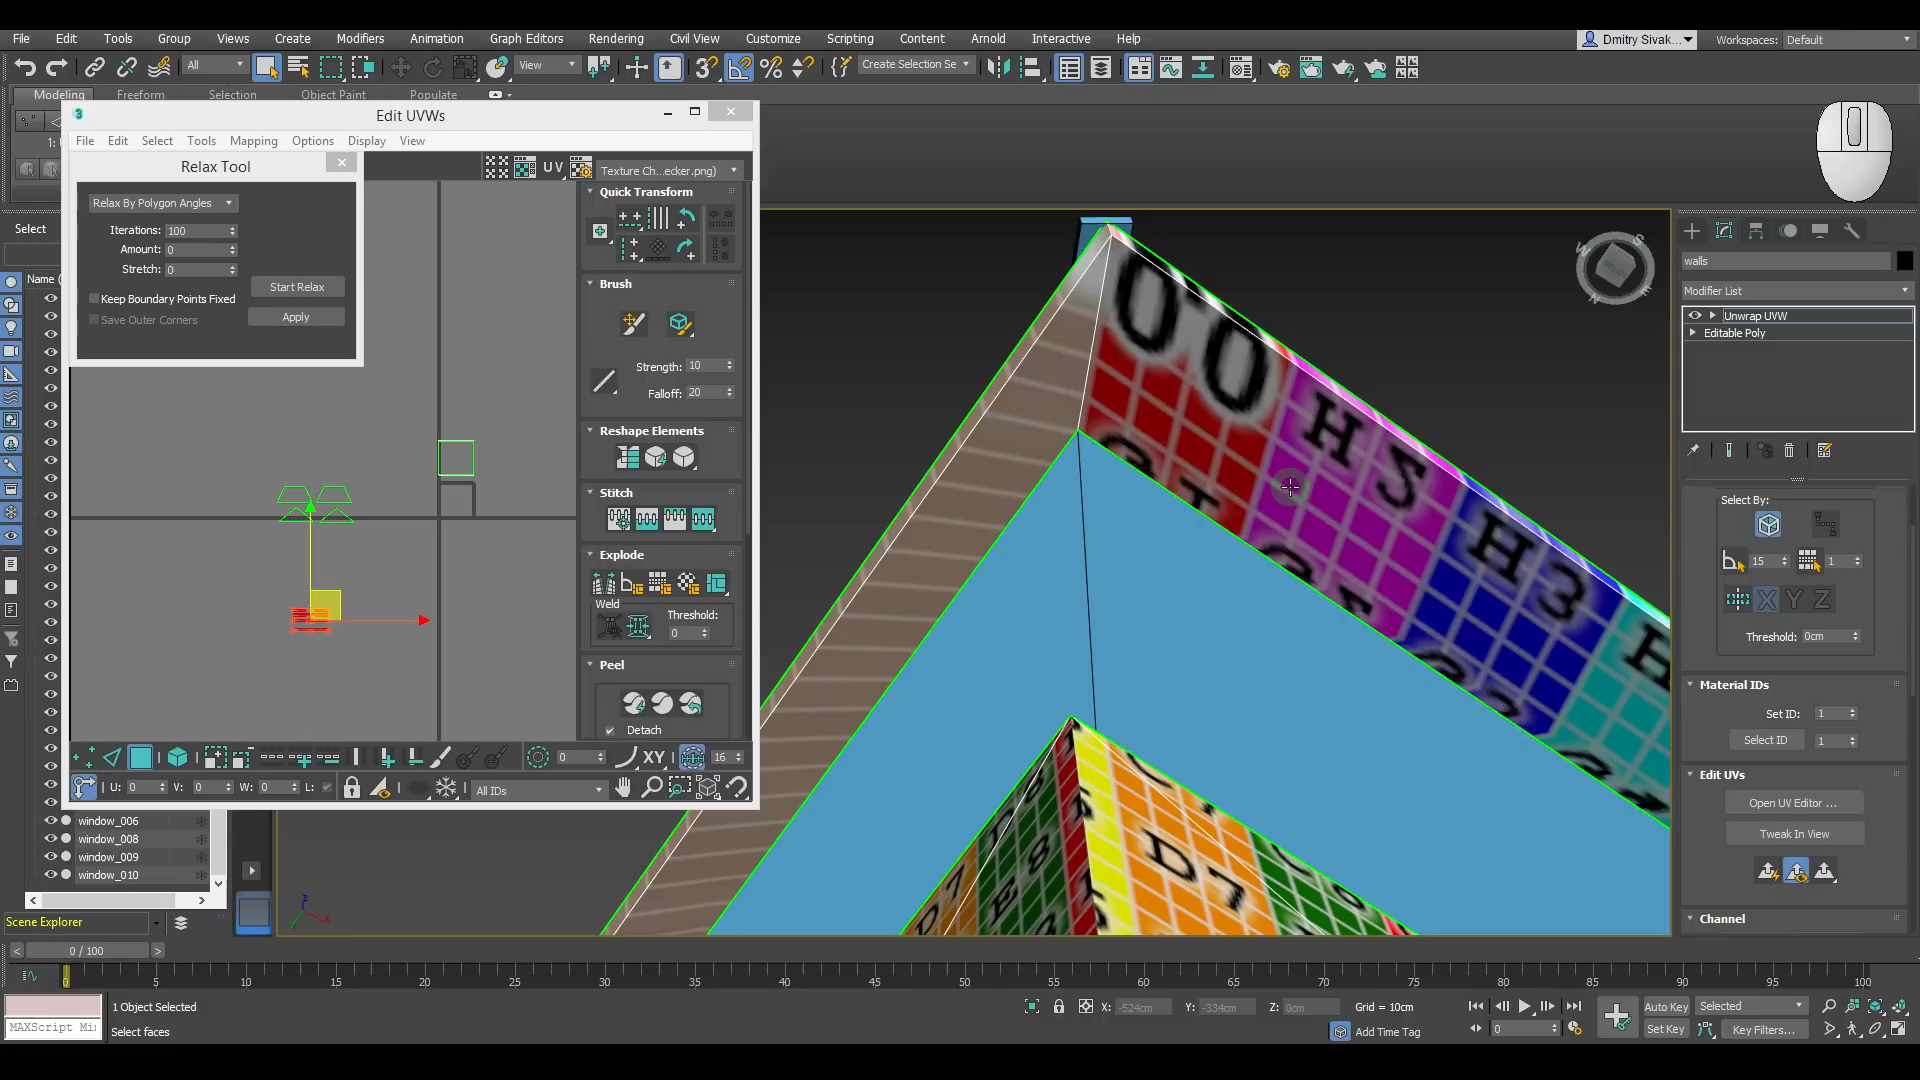 File Edit Tools Group Views Create Modifiers Animation Graph Editors Rendering Civil View Customize Scripting Content Arnold Interactive Help
Dmitry Sivak... Workspaces: Default
All View Create Selection Se
Modeling Freeform Selection Object Paint Populate
Edit UVWs
File Edit Select Tools Mapping Options Display View
Relax Tool
UV Texture Ch...ecker.png)
Relax By Polygon Angles
Iterations: 100
Amount: 0
Stretch: 0
Start Relax
Keep Boundary Points Fixed
Save Outer Corners
Apply
Select
Name (
Quick Transform
Brush
Strength: 10
Falloff: 20
Reshape Elements
Stitch
Explode
Weld
Threshold:
0
Peel
Detach
0 XY 16
U: 0 V: 0 W: 0 L: All IDs
window_006
window_008
window_009
window_010
Scene Explorer
H5
H3
D7
walls
Modifier List
Unwrap UVW
Editable Poly
Select By:
15 1
X Y Z
Threshold: 0cm
Material IDs
Set ID: 1
Select ID 1
Edit UVs
Open UV Editor ...
Tweak In View
Channel
0 / 100
0 5 10 15 20 25 30 35 40 45 50 55 60 65 70 75 80 85 90 95 100
MAXScript Mi
1 Object Selected
Select faces
X: -524cm Y: -334cm Z: 0cm Grid = 10cm
Add Time Tag
0
Auto Key Selected
Set Key Key Filters...